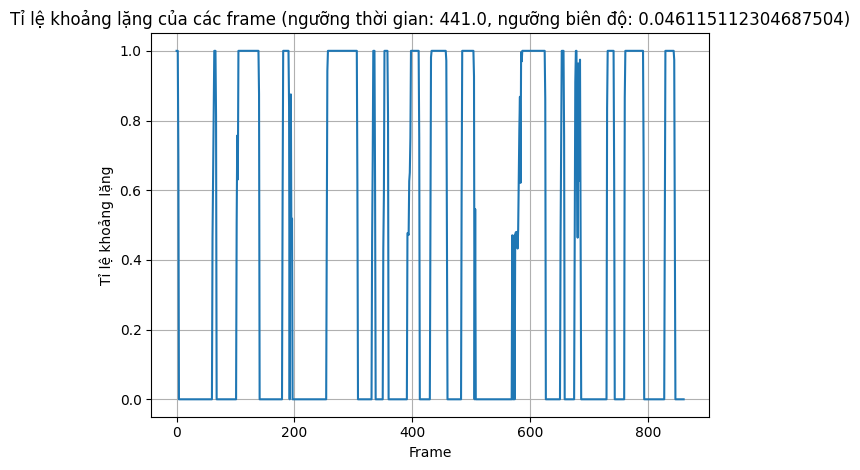 Tỉ lệ khoảng lặng của các frame (ngưỡng thời gian: 441.0, ngưỡng biên độ: 0.046115112304687504)
1.0
0.8
0.6
0.4
0.2
0.0
Tỉ lệ khoảng lặng
0 200 400 600 800
Frame